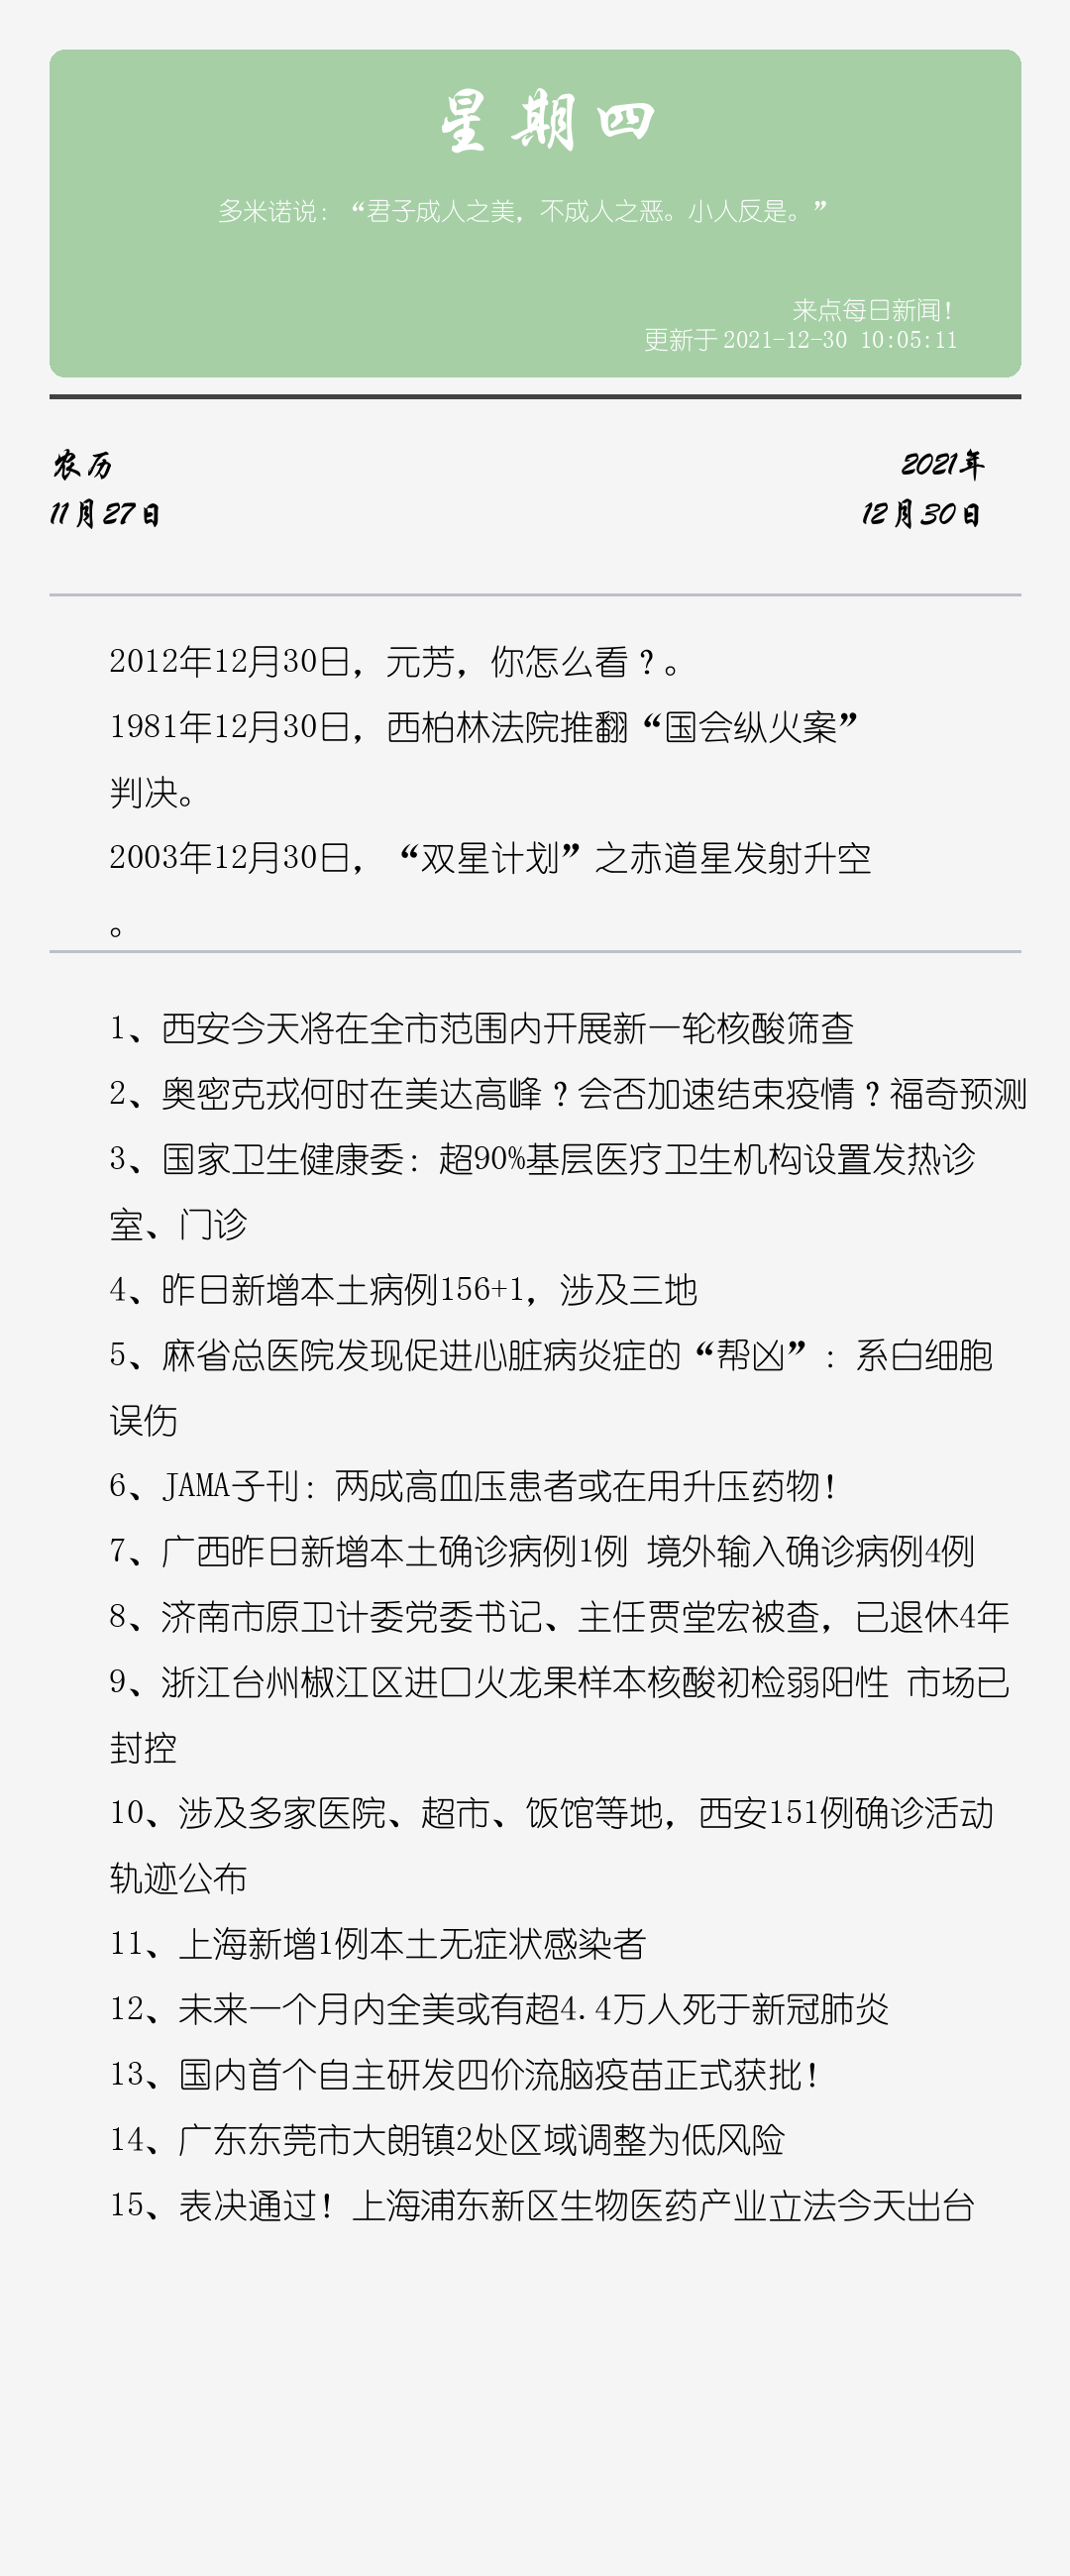 星期四
多米诺说：“君子成人之美，不成人之恶。小人反是。”
来点每日新闻！
更新于 2021-12-30 10:05:11
农历
11月27日
2021年
12月30日
2012年12月30日，元芳，你怎么看？。
1981年12月30日，西柏林法院推翻“国会纵火案”
判决。
2003年12月30日，“双星计划”之赤道星发射升空
。
1、西安今天将在全市范围内开展新一轮核酸筛查
2、奥密克戎何时在美达高峰？会否加速结束疫情？福奇预测
3、国家卫生健康委：超90%基层医疗卫生机构设置发热诊
室、门诊
4、昨日新增本土病例156+1，涉及三地
5、麻省总医院发现促进心脏病炎症的“帮凶”：系白细胞
误伤
6、JAMA子刊：两成高血压患者或在用升压药物！
7、广西昨日新增本土确诊病例1例 境外输入确诊病例4例
8、济南市原卫计委党委书记、主任贾堂宏被查，已退休4年
9、浙江台州椒江区进口火龙果样本核酸初检弱阳性 市场已
封控
10、涉及多家医院、超市、饭馆等地，西安151例确诊活动
轨迹公布
11、上海新增1例本土无症状感染者
12、未来一个月内全美或有超4.4万人死于新冠肺炎
13、国内首个自主研发四价流脑疫苗正式获批！
14、广东东莞市大朗镇2处区域调整为低风险
15、表决通过！上海浦东新区生物医药产业立法今天出台